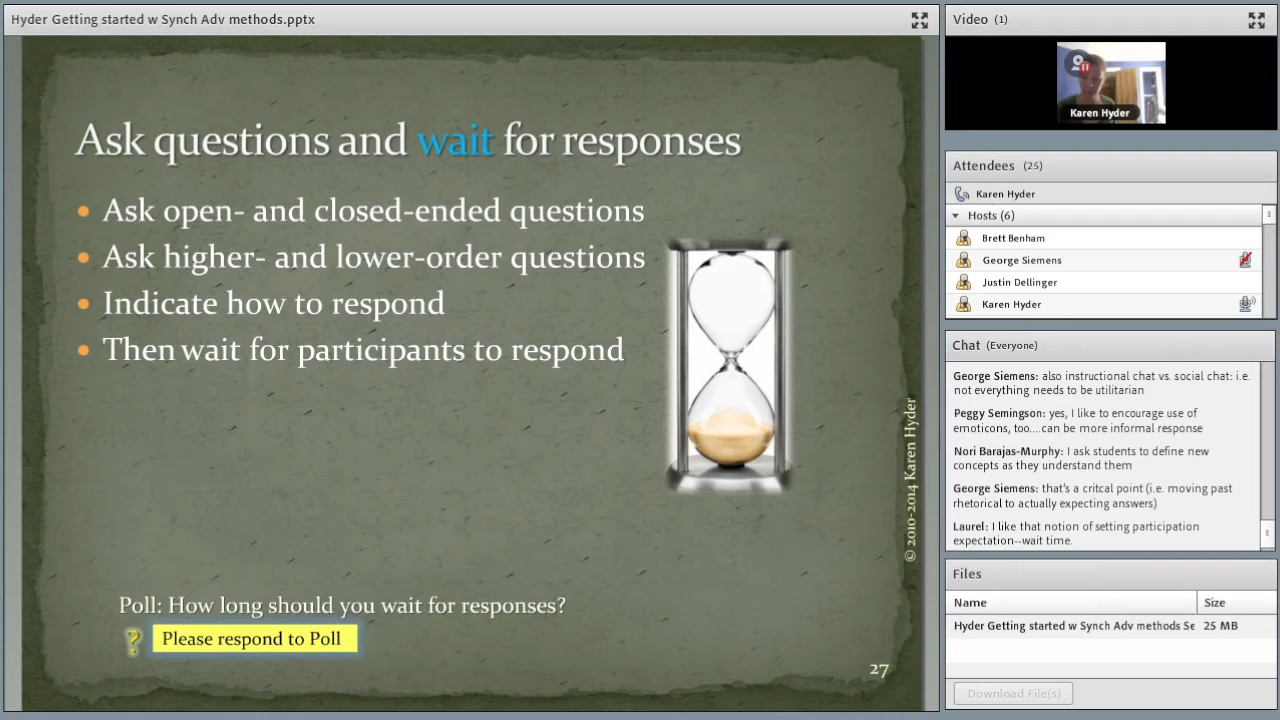 Hyder Getting started w Synch Adv methods.pptx
Ask questions and wait for responses
• Ask open- and closed-ended questions
• Ask higher- and lower-order questions
• Indicate how to respond
• Then wait for participants to respond
© 2010-2014 Karen Hyder
Poll: How long should you wait for responses?
? Please respond to Poll
27
Video (1)
Karen Hyder
Attendees (25)
Karen Hyder
Hosts (6)
Brett Benham
George Siemens
Justin Dellinger
Karen Hyder
Chat (Everyone)
George Siemens: also instructional chat vs. social chat: i.e.
not everything needs to be utilitarian
Peggy Semingson: yes, I like to encourage use of
emoticons, too....can be more informal response
Nori Barajas-Murphy: I ask students to define new
concepts as they understand them
George Siemens: that's a critcal point (i.e. moving past
rhetorical to actually expecting answers)
Laurel: I like that notion of setting participation
expectation--wait time.
Files
Name Size
Hyder Getting started w Synch Adv methods Se 25 MB
Download File(s)